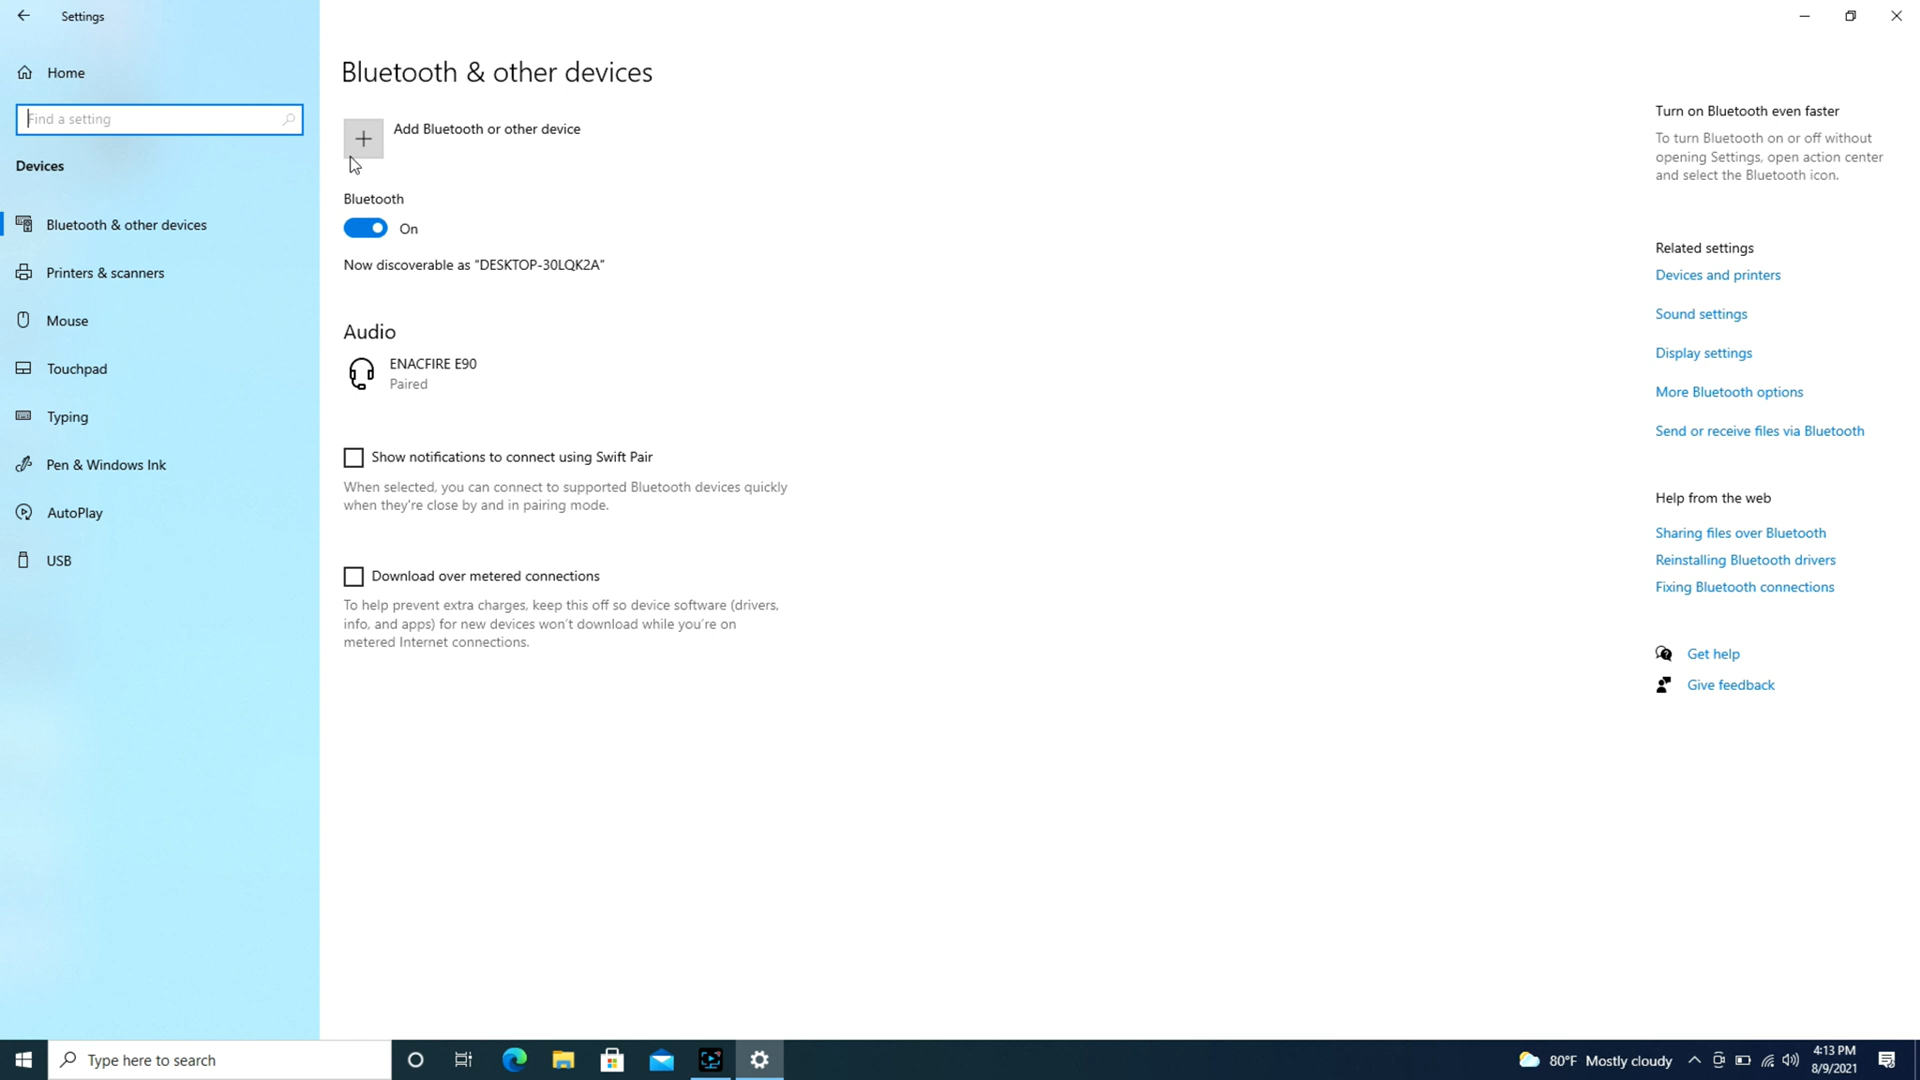 Settings
Home
Find a setting
Devices
Bluetooth & other devices
Printers & scanners
Mouse
Touchpad
Typing
Pen & Windows Ink
AutoPlay
USB
Bluetooth & other devices
Add Bluetooth or other device
Bluetooth
On
Now discoverable as "DESKTOP-30LQK2A"
Audio
ENACFIRE E90
Paired
Show notifications to connect using Swift Pair
When selected, you can connect to supported Bluetooth devices quickly
when they're close by and in pairing mode.
Download over metered connections
To help prevent extra charges, keep this off so device software (drivers,
info, and apps) for new devices won't download while you're on
metered Internet connections.
Turn on Bluetooth even faster
To turn Bluetooth on or off without
opening Settings, open action center
and select the Bluetooth icon.
Related settings
Devices and printers
Sound settings
Display settings
More Bluetooth options
Send or receive files via Bluetooth
Help from the web
Sharing files over Bluetooth
Reinstalling Bluetooth drivers
Fixing Bluetooth connections
Get help
Give feedback
Type here to search
80°F Mostly cloudy
4:13 PM
8/9/2021